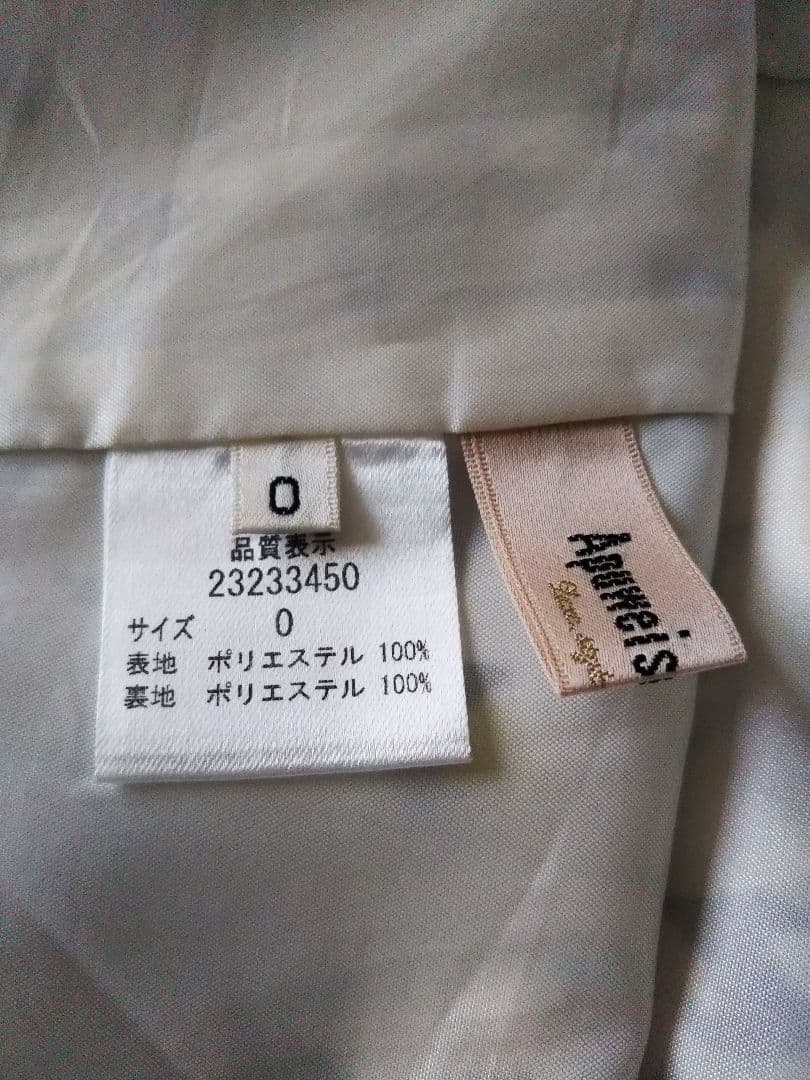 0
品質表示
23233450
サイズ 0
表地 ポリエステル 100%
裏地 ポリエステル 100%
Apuweis